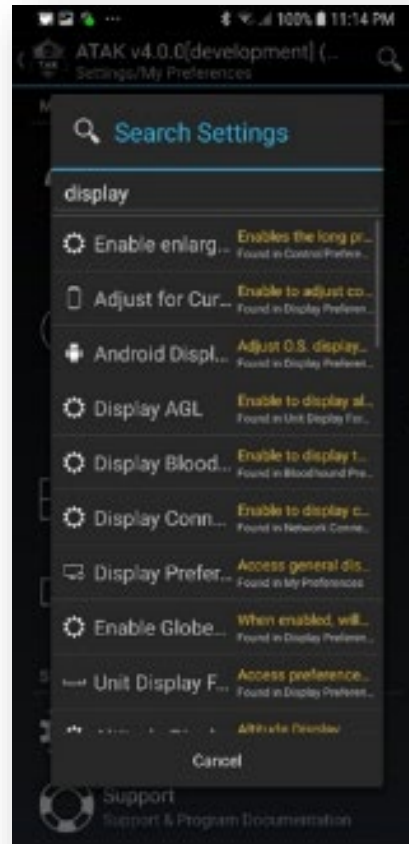 100% 11:14 PM
ATAK v4.0.0[development] (...
Settings/My Preferences
M
Search Settings
display
Enable enlarg... Enables the long pr...
Found in Control Prefere...
Adjust for Cur... Enable to adjust co...
Found in Display Preferen...
Android Displ... Adjust O.S. display...
Found in Display Preferen...
Display AGL Enable to display al...
Found in Unit Display For...
Display Blood... Enable to display t...
Found in Bloodhound Pre...
Display Conn... Enable to display c...
Found in Network Conne...
Display Prefer... Access general dis...
Found in My Preferences
Enable Globe... When enabled, will...
Found in Display Preferen...
Unit Display F... Access preference...
Found in Display Preferen...
Altitude Display
Cancel
Support
Support & Program Documentation